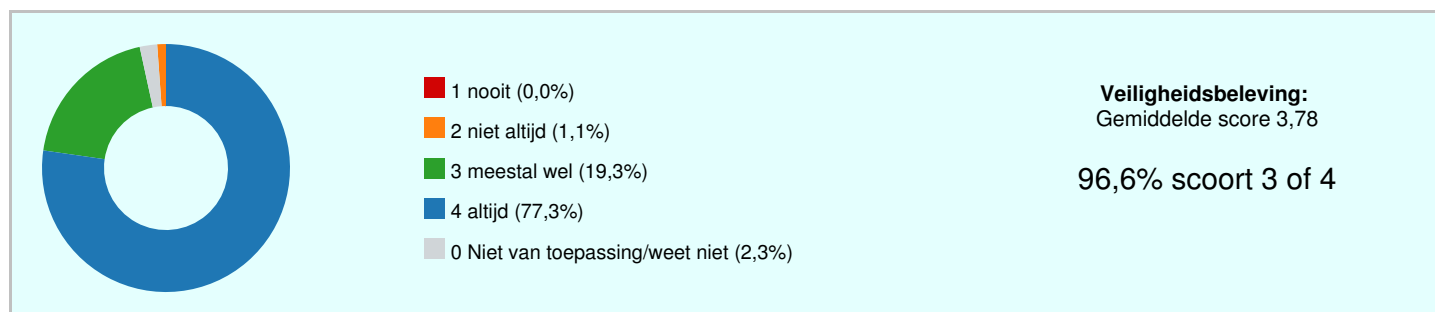 1 nooit (0,0%)
2 niet altijd (1,1%)
3 meestal wel (19,3%)
4 altijd (77,3%)
0 Niet van toepassing/weet niet (2,3%)
Veiligheidsbeleving:
Gemiddelde score 3,78
96,6% scoort 3 of 4